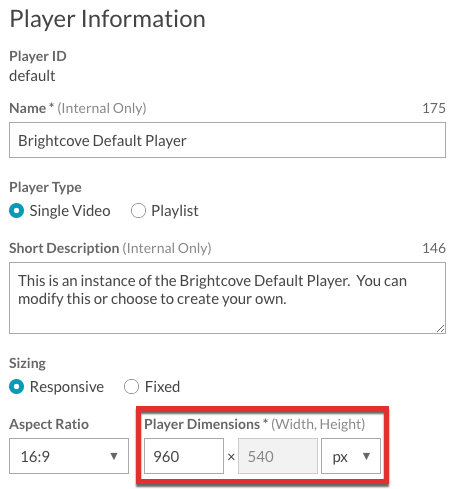 Player Information
Player ID
default
Name * (Internal Only) 175
Brightcove Default Player
Player Type
Single Video Playlist
Short Description (Internal Only) 146
This is an instance of the Brightcove Default Player.  You can
modify this or choose to create your own.
Sizing
Responsive Fixed
Aspect Ratio Player Dimensions * (Width, Height)
16:9 960 × 540 px